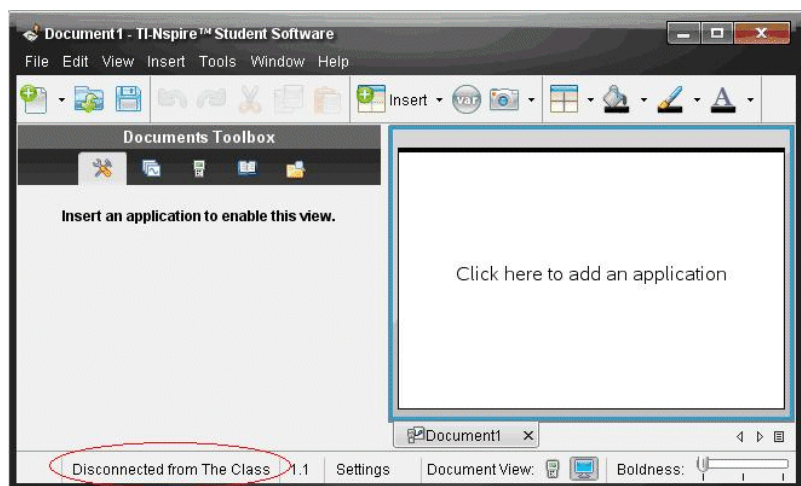 Document1 - TI-Nspire™ Student Software
File Edit View Insert Tools Window Help
Insert var A
Documents Toolbox
Insert an application to enable this view.
Click here to add an application
Document1
Disconnected from The Class 1.1 Settings Document View: Boldness: